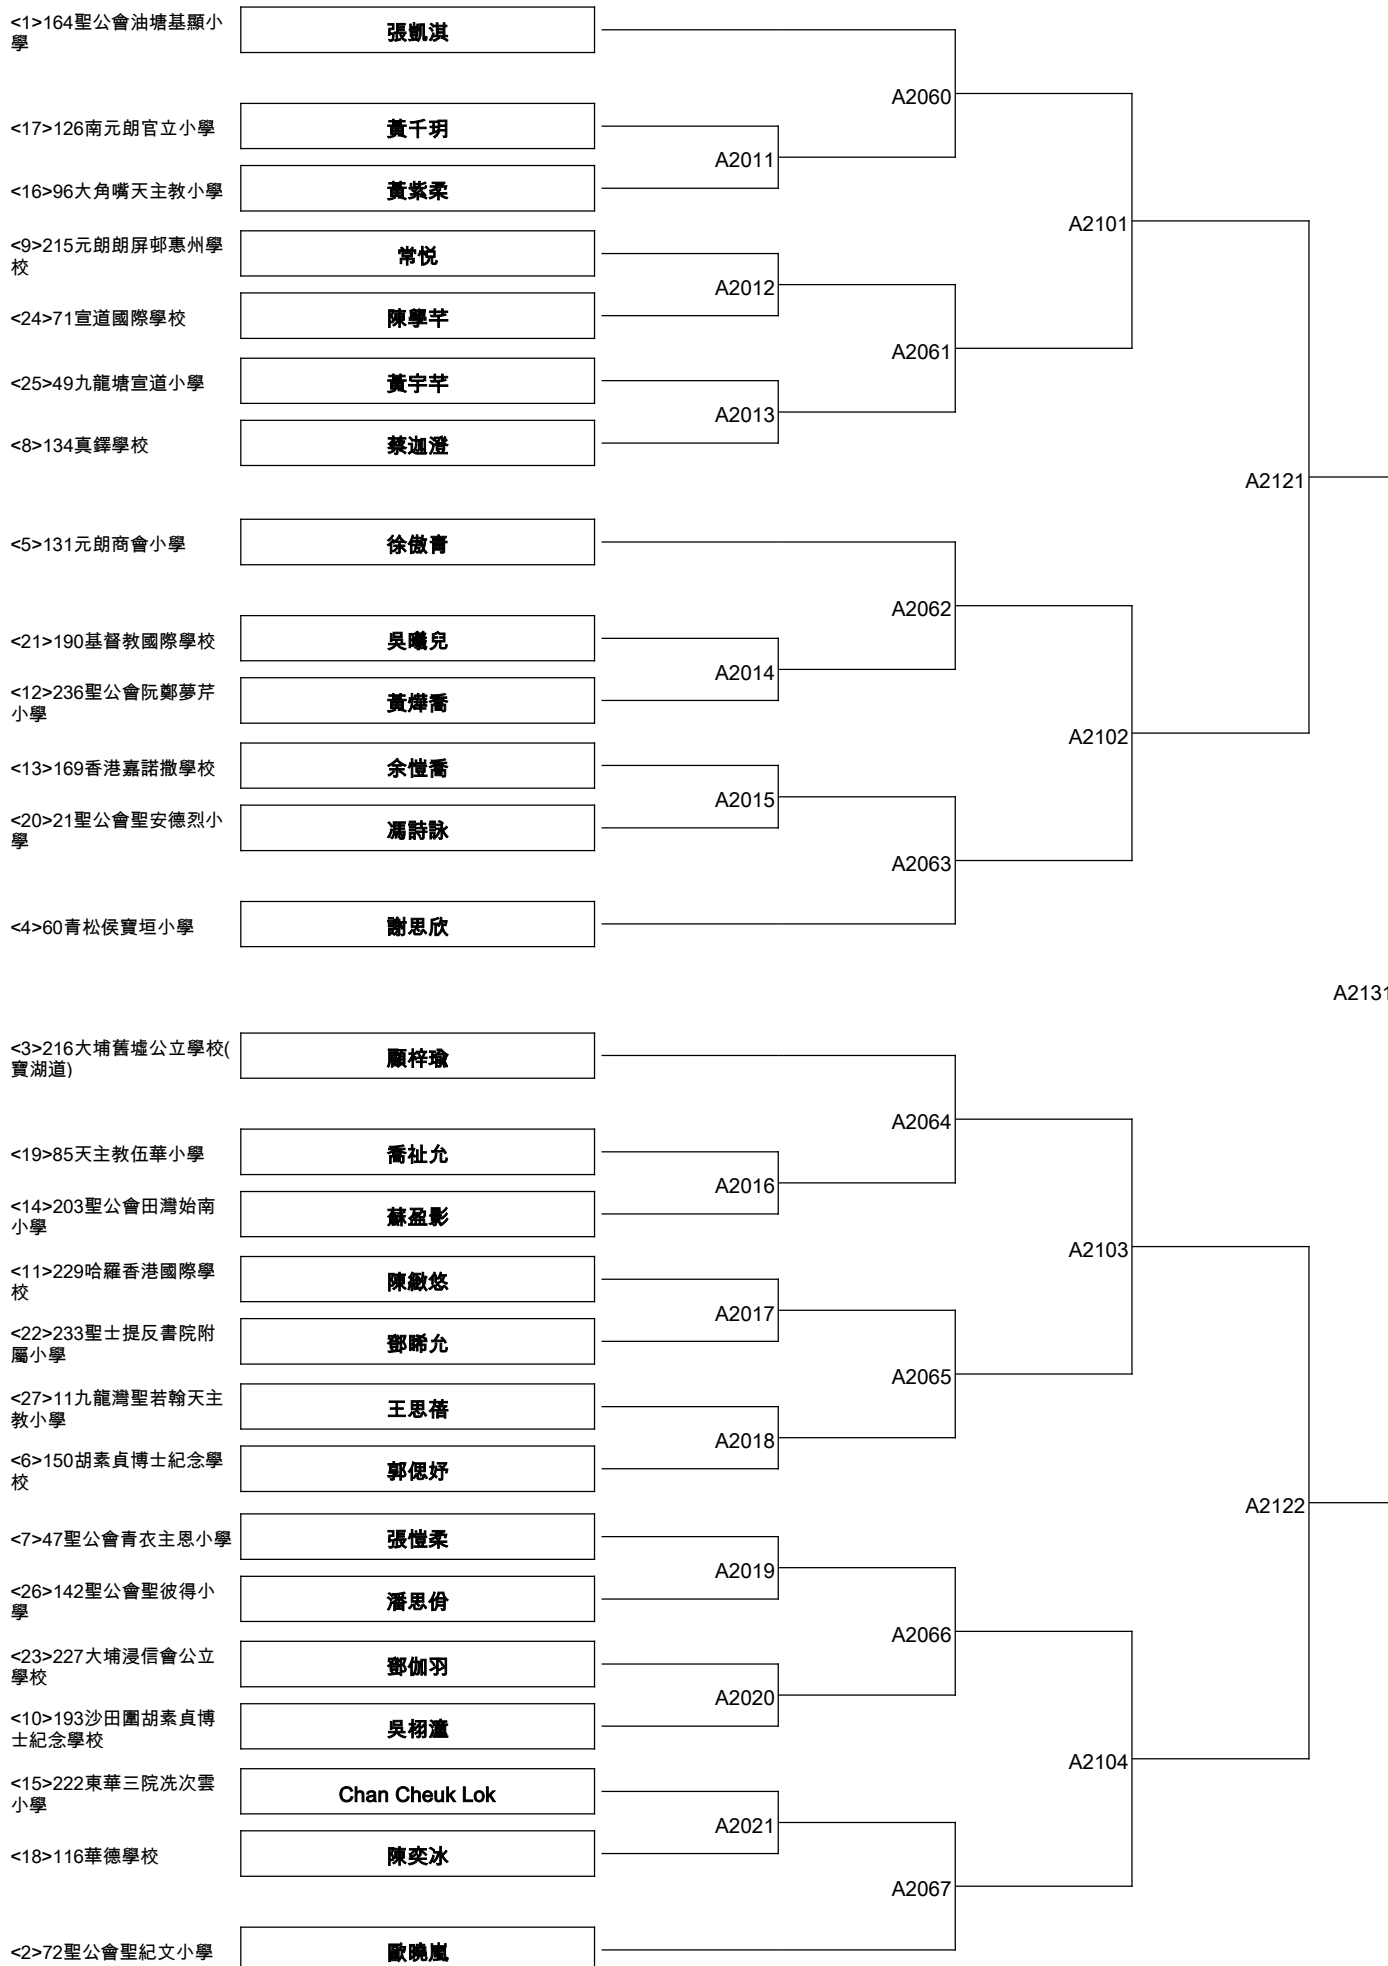 <1>164聖公會油塘基顯小
學
張凱淇
A2060
<17>126南元朗官立小學
黃千玥
A2011
<16>96大角嘴天主教小學
黃紫柔
A2101
<9>215元朗朗屏邨惠州學
校
常悦
A2012
<24>71宣道國際學校
陳學芊
A2061
<25>49九龍塘宣道小學
黃宇芊
A2013
<8>134真鐸學校
蔡迦澄
A2121
<5>131元朗商會小學
徐傲青
A2062
<21>190基督教國際學校
吳曦兒
A2014
<12>236聖公會阮鄭夢芹
小學
黃燁喬
A2102
<13>169香港嘉諾撒學校
余愷喬
A2015
<20>21聖公會聖安德烈小
學
馮詩詠
A2063
<4>60青松侯寶垣小學
謝思欣
A2131
<3>216大埔舊墟公立學校(
寶湖道)
顧梓瑜
A2064
<19>85天主教伍華小學
喬祉允
A2016
<14>203聖公會田灣始南
小學
蘇盈影
A2103
<11>229哈羅香港國際學
校
陳緻悠
A2017
<22>233聖士提反書院附
屬小學
鄧晞允
A2065
<27>11九龍灣聖若翰天主
教小學
王思蓓
A2018
<6>150胡素貞博士紀念學
校
郭偲妤
A2122
<7>47聖公會青衣主恩小學
張愷柔
A2019
<26>142聖公會聖彼得小
學
潘思佾
A2066
<23>227大埔浸信會公立
學校
鄧伽羽
A2020
<10>193沙田圍胡素貞博
士紀念學校
吳栩瀘
A2104
<15>222東華三院冼次雲
小學
Chan Cheuk Lok
A2021
<18>116華德學校
陳奕冰
A2067
<2>72聖公會聖紀文小學
歐曉嵐